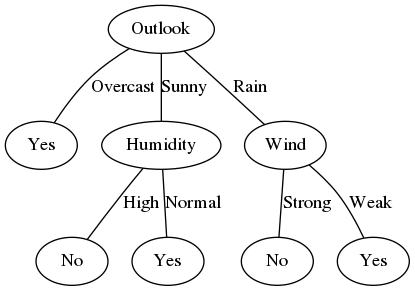 Outlook
Overcast Sunny Rain
Yes Humidity Wind
High Normal Strong Weak
No Yes No Yes